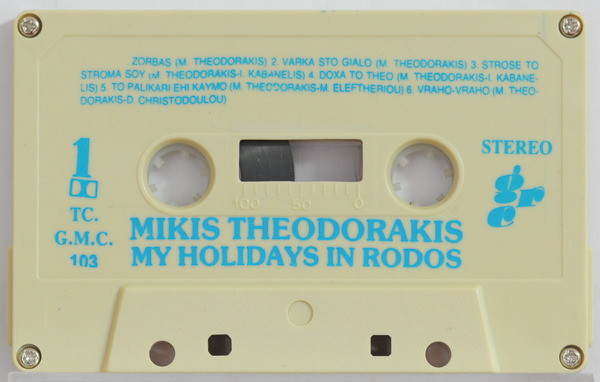 ZORBAS (M. THEODORAKIS) 2. VARKA STO GIALO (M. THEODORAKIS) 3. STROSE TO
STROMA SOY (M. THEODORAKIS-I. KABANELIS) 4. DOXA TO THEO (M. THEODORAKIS-I. KABANE-
LIS) 5. TO PALIKARI EHI KAYMO (M. THEODORAKIS-M. ELEFTHERIOU) 6. VRAHO-VRAHO (M. THEO-
DORAKIS-D. CHRISTODOULOU)
1
STEREO
grc
TC.
G.M.C.
103
100 50 0
MIKIS THEODORAKIS
MY HOLIDAYS IN RODOS